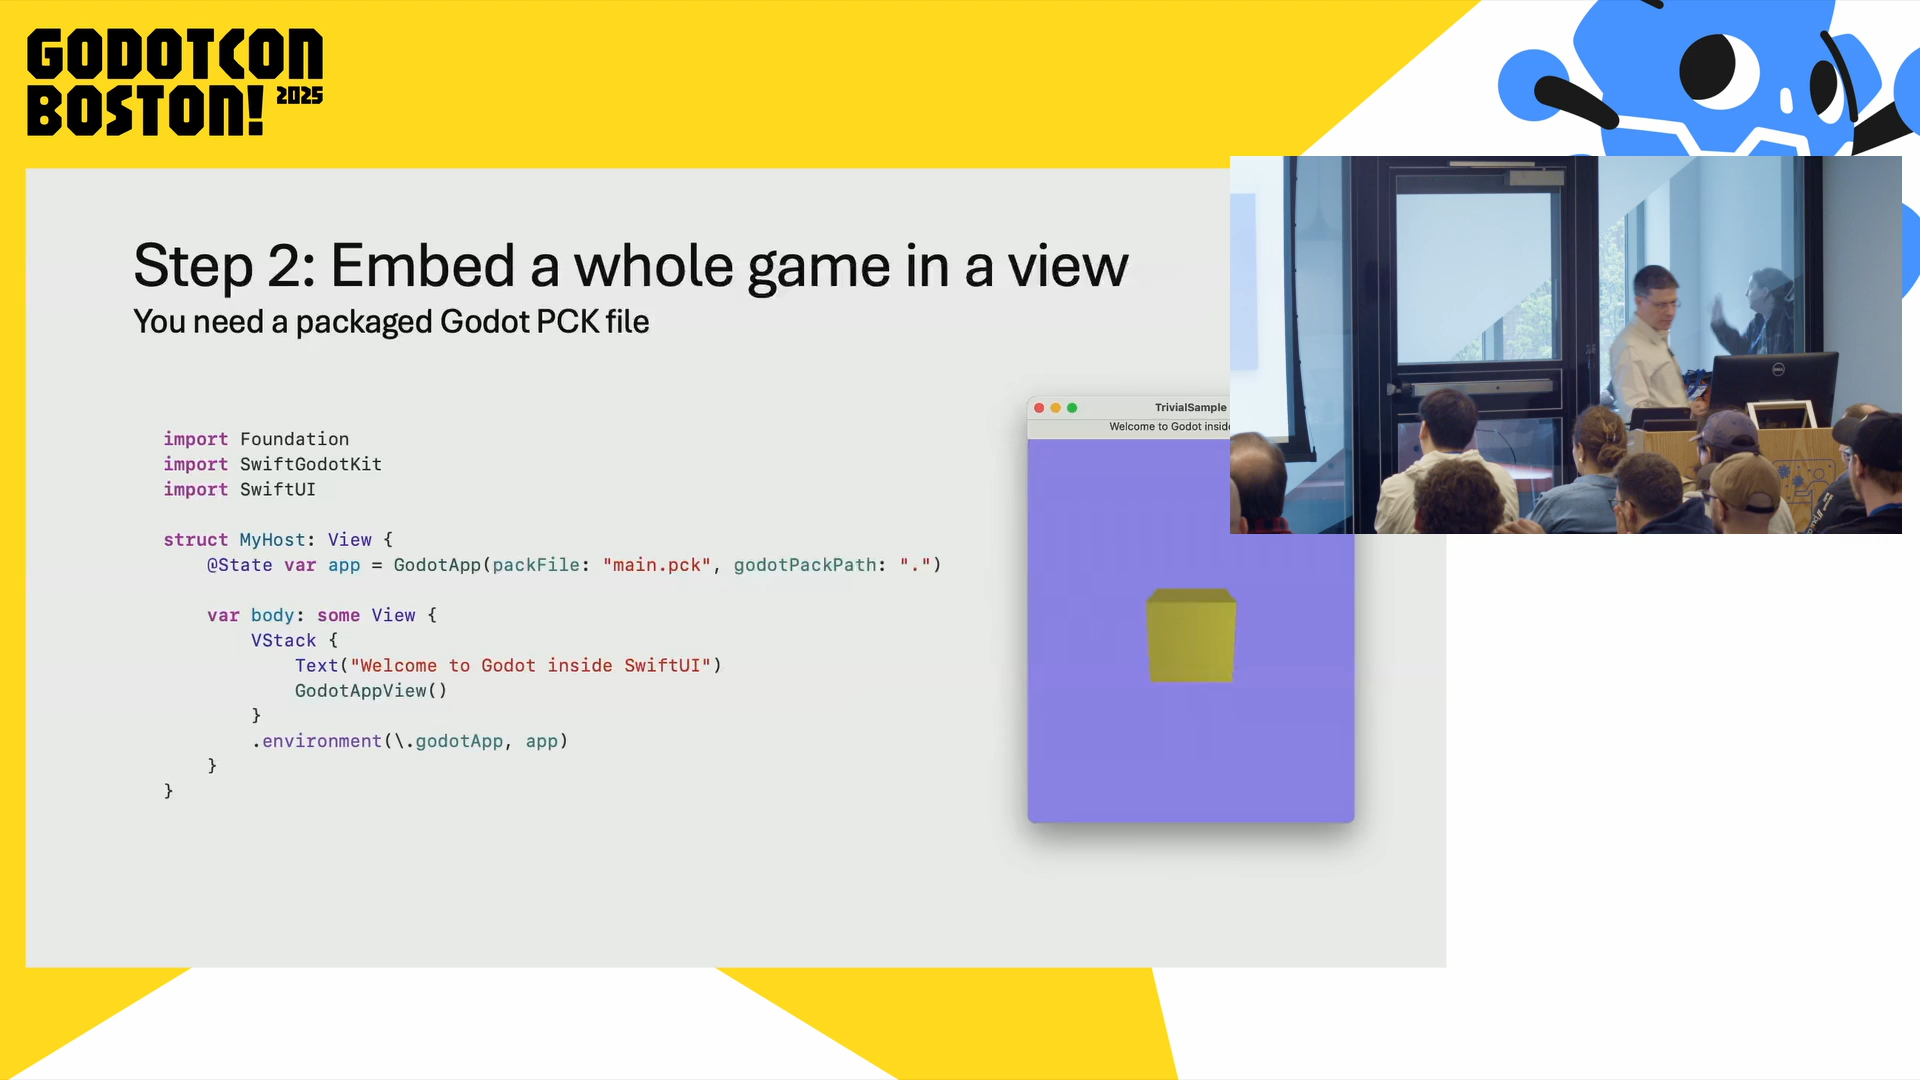 GODOTCON
BOSTON! 2025
Step 2: Embed a whole game in a view
You need a packaged Godot PCK file
import Foundation
import SwiftGodotKit
import SwiftUI
struct MyHost: View {
@State var app = GodotApp(packFile: "main.pck", godotPackPath: ".")
var body: some View {
VStack {
Text("Welcome to Godot inside SwiftUI")
GodotAppView()
}
.environment(\.godotApp, app)
}
}
TrivialSample
Welcome to Godot inside
DELL